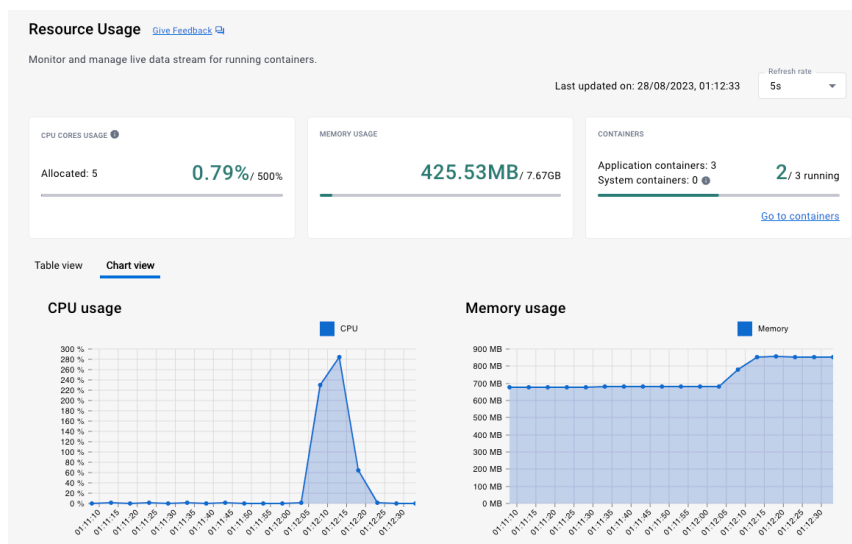 Resource Usage Give Feedback
Monitor and manage live data stream for running containers.
Last updated on: 28/08/2023, 01:12:33
Refresh rate
5s
CPU CORES USAGE
Allocated: 5
0.79% / 500%
MEMORY USAGE
425.53MB / 7.67GB
CONTAINERS
Application containers: 3
System containers: 0
2 / 3 running
Go to containers
Table view Chart view
CPU usage
CPU
300 %
280 %
260 %
240 %
220 %
200 %
180 %
160 %
140 %
120 %
100 %
80 %
60 %
40 %
20 %
0 %
01:11:10 01:11:15 01:11:20 01:11:25 01:11:30 01:11:35 01:11:40 01:11:45 01:11:50 01:11:55 01:12:00 01:12:05 01:12:10 01:12:15 01:12:20 01:12:25 01:12:30
Memory usage
Memory
900 MB
800 MB
700 MB
600 MB
500 MB
400 MB
300 MB
200 MB
100 MB
0 MB
01:11:10 01:11:15 01:11:20 01:11:25 01:11:30 01:11:35 01:11:40 01:11:45 01:11:50 01:11:55 01:12:00 01:12:05 01:12:10 01:12:15 01:12:20 01:12:25 01:12:30